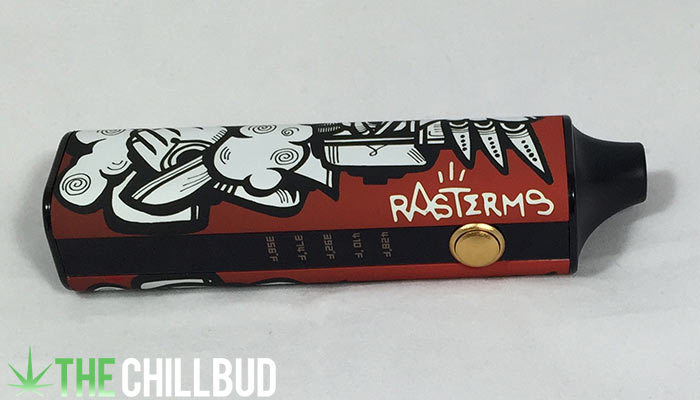 RASTERMS
356°F
374°F
392°F
410°F
428°F
THE CHILLBUD